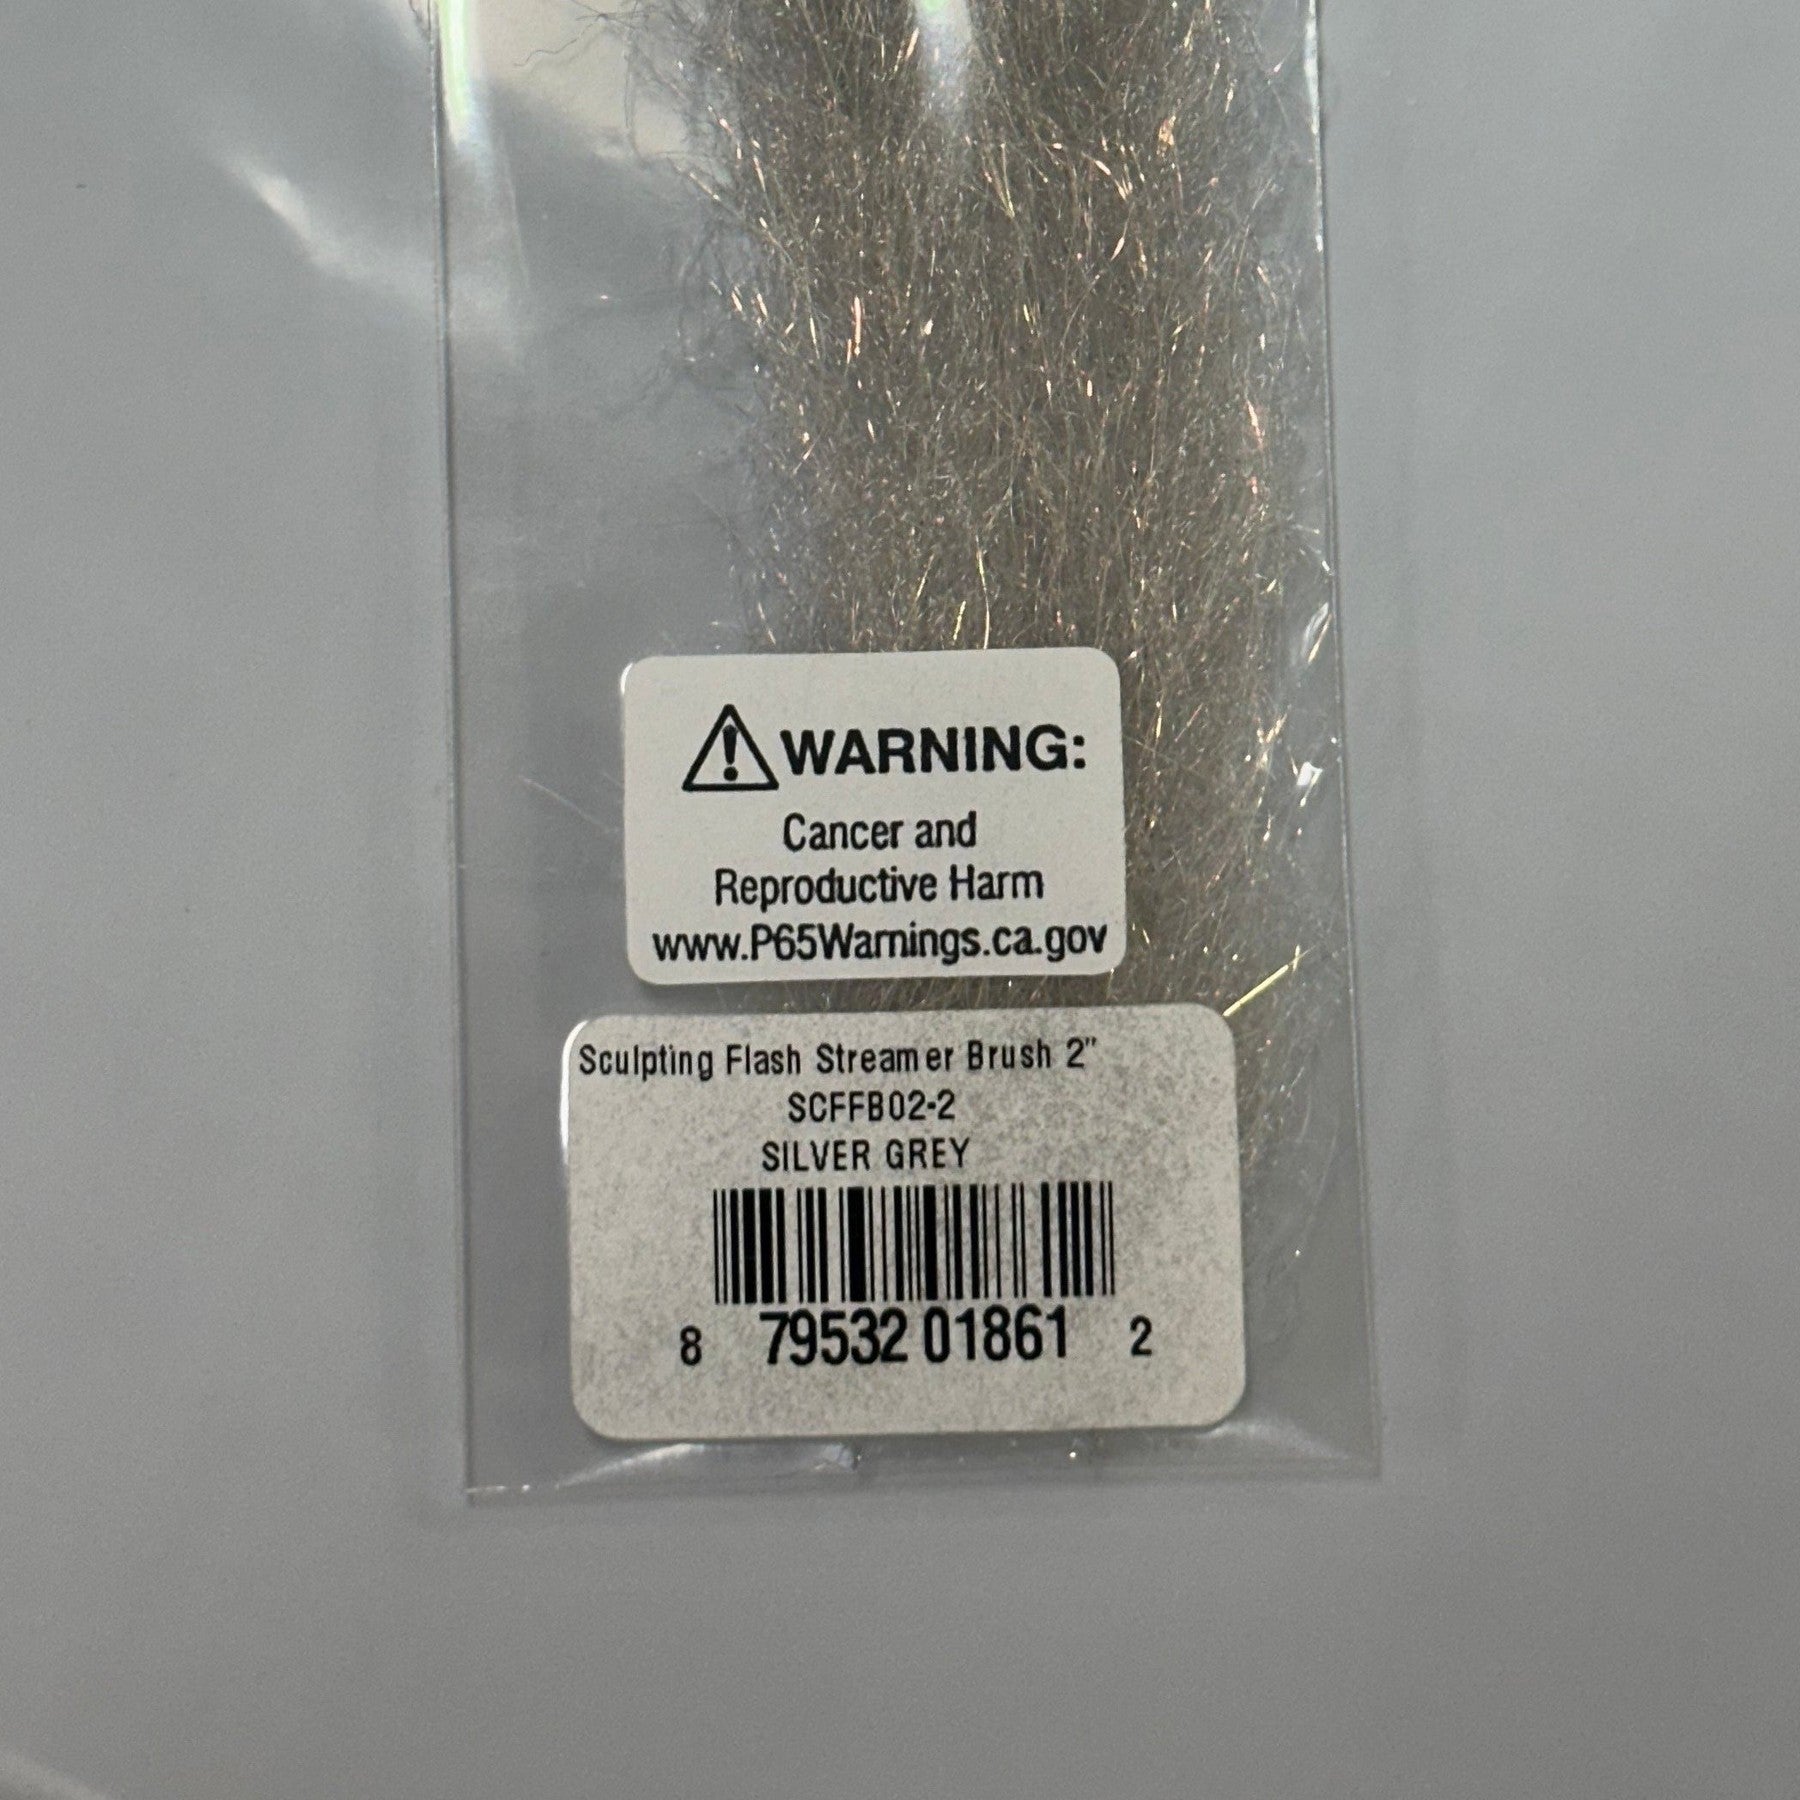 WARNING:
Cancer and
Reproductive Harm
www.P65Warnings.ca.gov
Sculpting Flash Streamer Brush 2"
SCFFB02-2
SILVER GREY
8 79532 01861 2